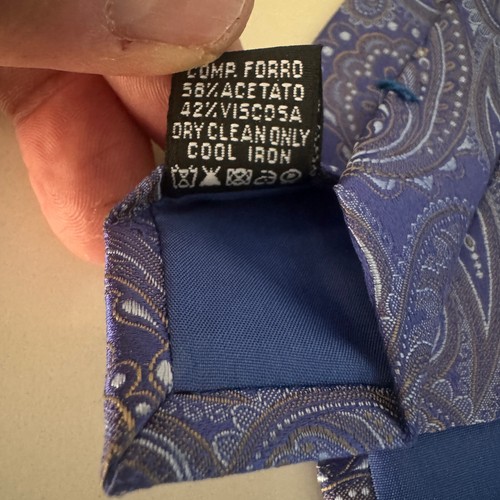 COMP. FORRO
58%ACETATO
42%VISCOSA
DRY CLEAN ONLY
COOL IRON